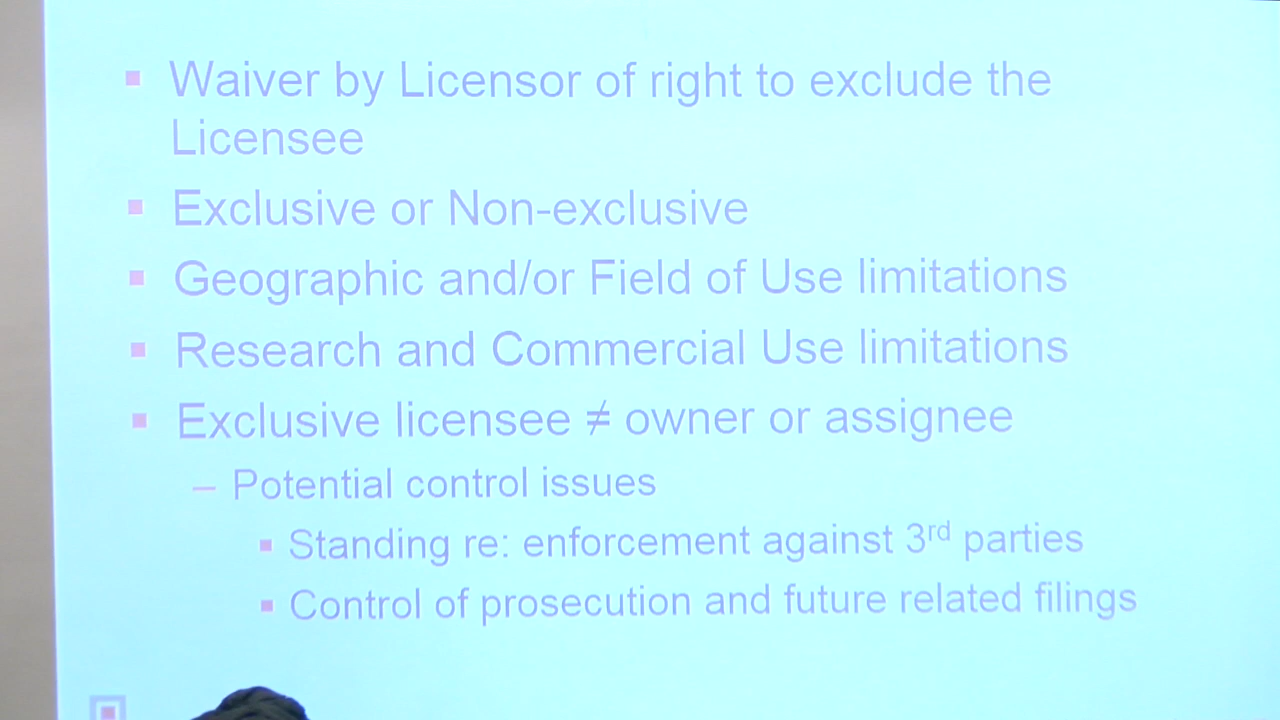 ▪ Waiver by Licensor of right to exclude the
Licensee
▪ Exclusive or Non-exclusive
▪ Geographic and/or Field of Use limitations
▪ Research and Commercial Use limitations
▪ Exclusive licensee ≠ owner or assignee
– Potential control issues
▪ Standing re: enforcement against 3rd parties
▪ Control of prosecution and future related filings